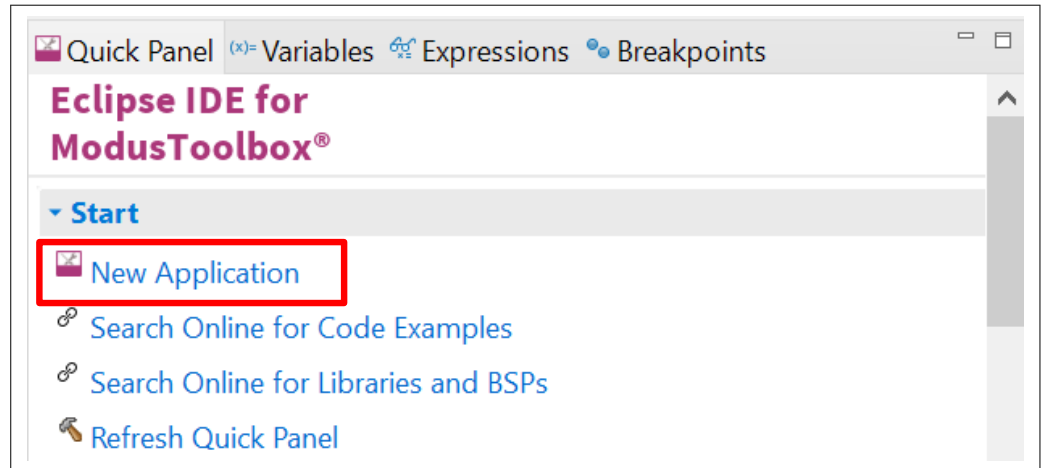 Quick Panel (x)= Variables Expressions Breakpoints
Eclipse IDE for
ModusToolbox®
Start
New Application
Search Online for Code Examples
Search Online for Libraries and BSPs
Refresh Quick Panel